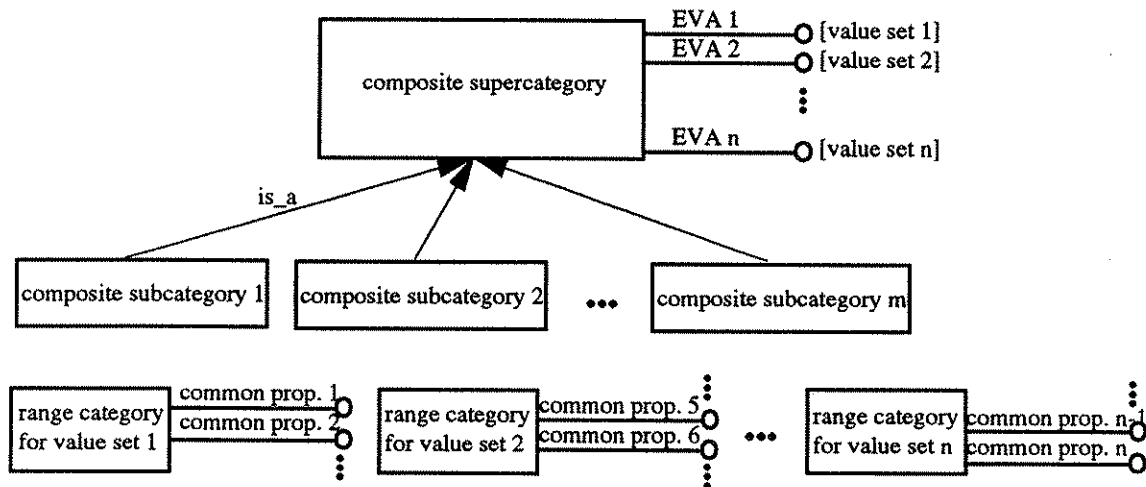 EVA 1
[value set 1]
EVA 2
[value set 2]
composite supercategory
EVA n
[value set n]
is_a
composite subcategory 1
composite subcategory 2
composite subcategory m
common prop. 1
range category
for value set 1
common prop. 2
range category
for value set 2
common prop. 5
common prop. 6
range category
for value set n
common prop. n-1
common prop. n